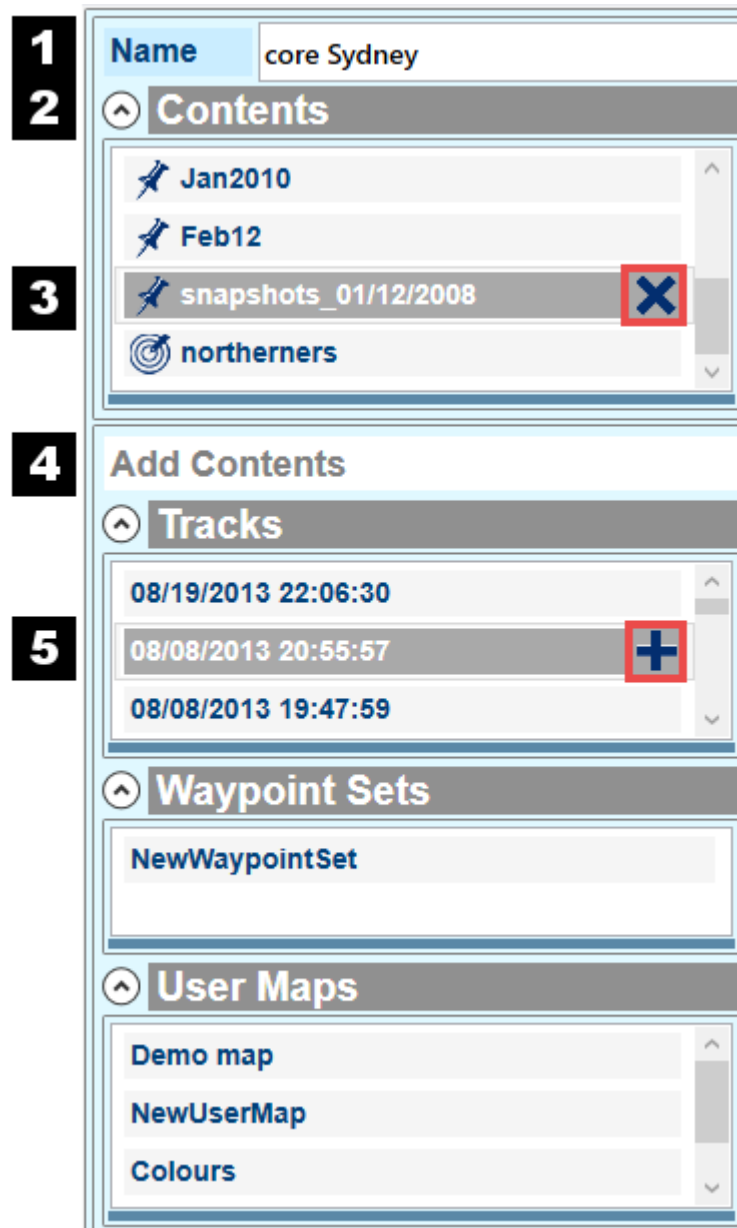 1 Name core Sydney
2 Contents
Jan2010
Feb12
3 snapshots_01/12/2008
northerners
4 Add Contents
Tracks
08/19/2013 22:06:30
5 08/08/2013 20:55:57
08/08/2013 19:47:59
Waypoint Sets
NewWaypointSet
User Maps
Demo map
NewUserMap
Colours